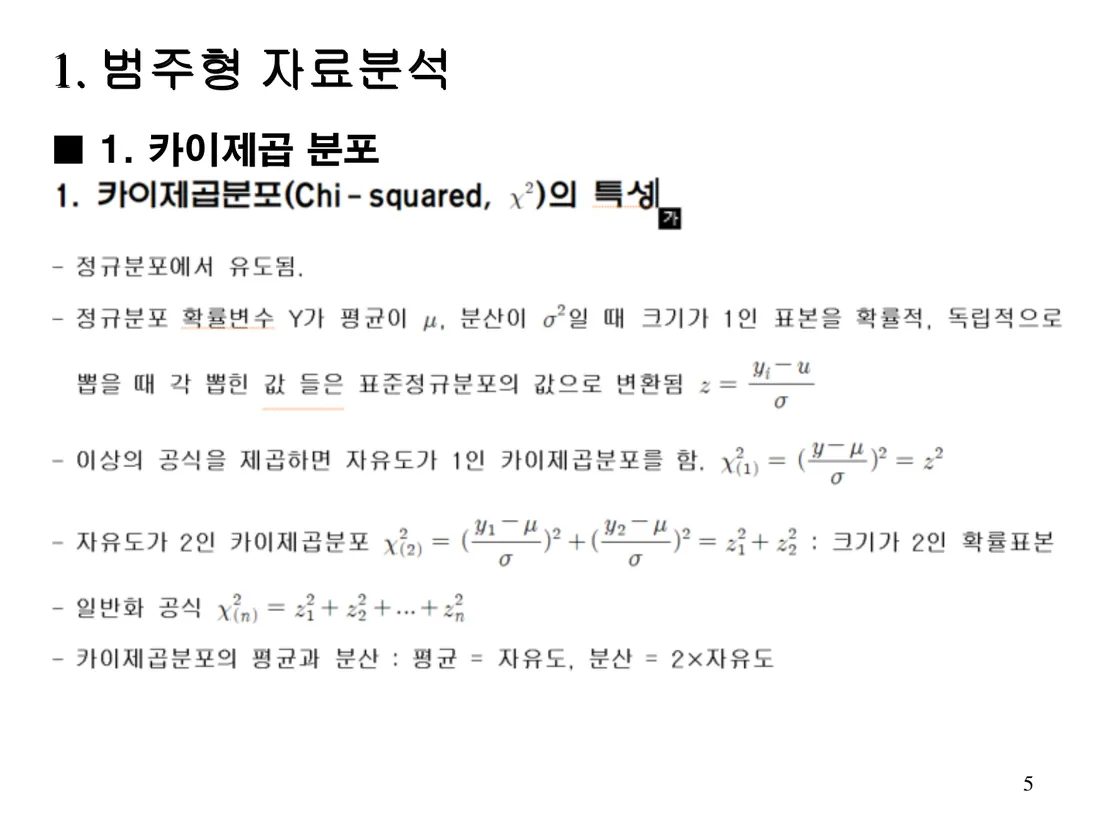 1. 범주형 자료분석
■ 1. 카이제곱 분포
1. 카이제곱분포(Chi-squared, χ²)의 특성
가
- 정규분포에서 유도됨.
- 정규분포 확률변수 Y가 평균이 μ, 분산이 σ²일 때 크기가 1인 표본을 확률적, 독립적으로
뽑을 때 각 뽑힌 값 들은 표준정규분포의 값으로 변환됨 z = (yᵢ - u)/σ
- 이상의 공식을 제곱하면 자유도가 1인 카이제곱분포를 함. χ²₍₁₎ = ((y - μ)/σ)² = z²
- 자유도가 2인 카이제곱분포 χ²₍₂₎ = ((y₁ - μ)/σ)² + ((y₂ - μ)/σ)² = z₁² + z₂² : 크기가 2인 확률표본
- 일반화 공식 χ²₍ₙ₎ = z₁² + z₂² + ... + zₙ²
- 카이제곱분포의 평균과 분산 : 평균 = 자유도, 분산 = 2×자유도
5